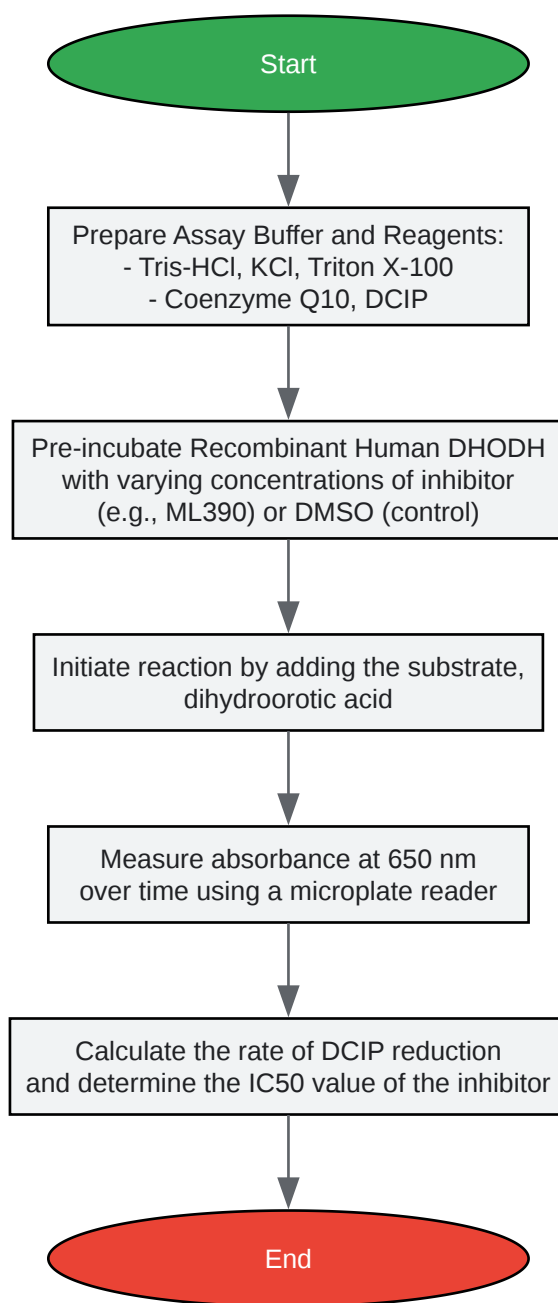 Start
Prepare Assay Buffer and Reagents:
- Tris-HCl, KCl, Triton X-100
- Coenzyme Q10, DCIP
Pre-incubate Recombinant Human DHODH
with varying concentrations of inhibitor
(e.g., ML390) or DMSO (control)
Initiate reaction by adding the substrate,
dihydroorotic acid
Measure absorbance at 650 nm
over time using a microplate reader
Calculate the rate of DCIP reduction
and determine the IC50 value of the inhibitor
End